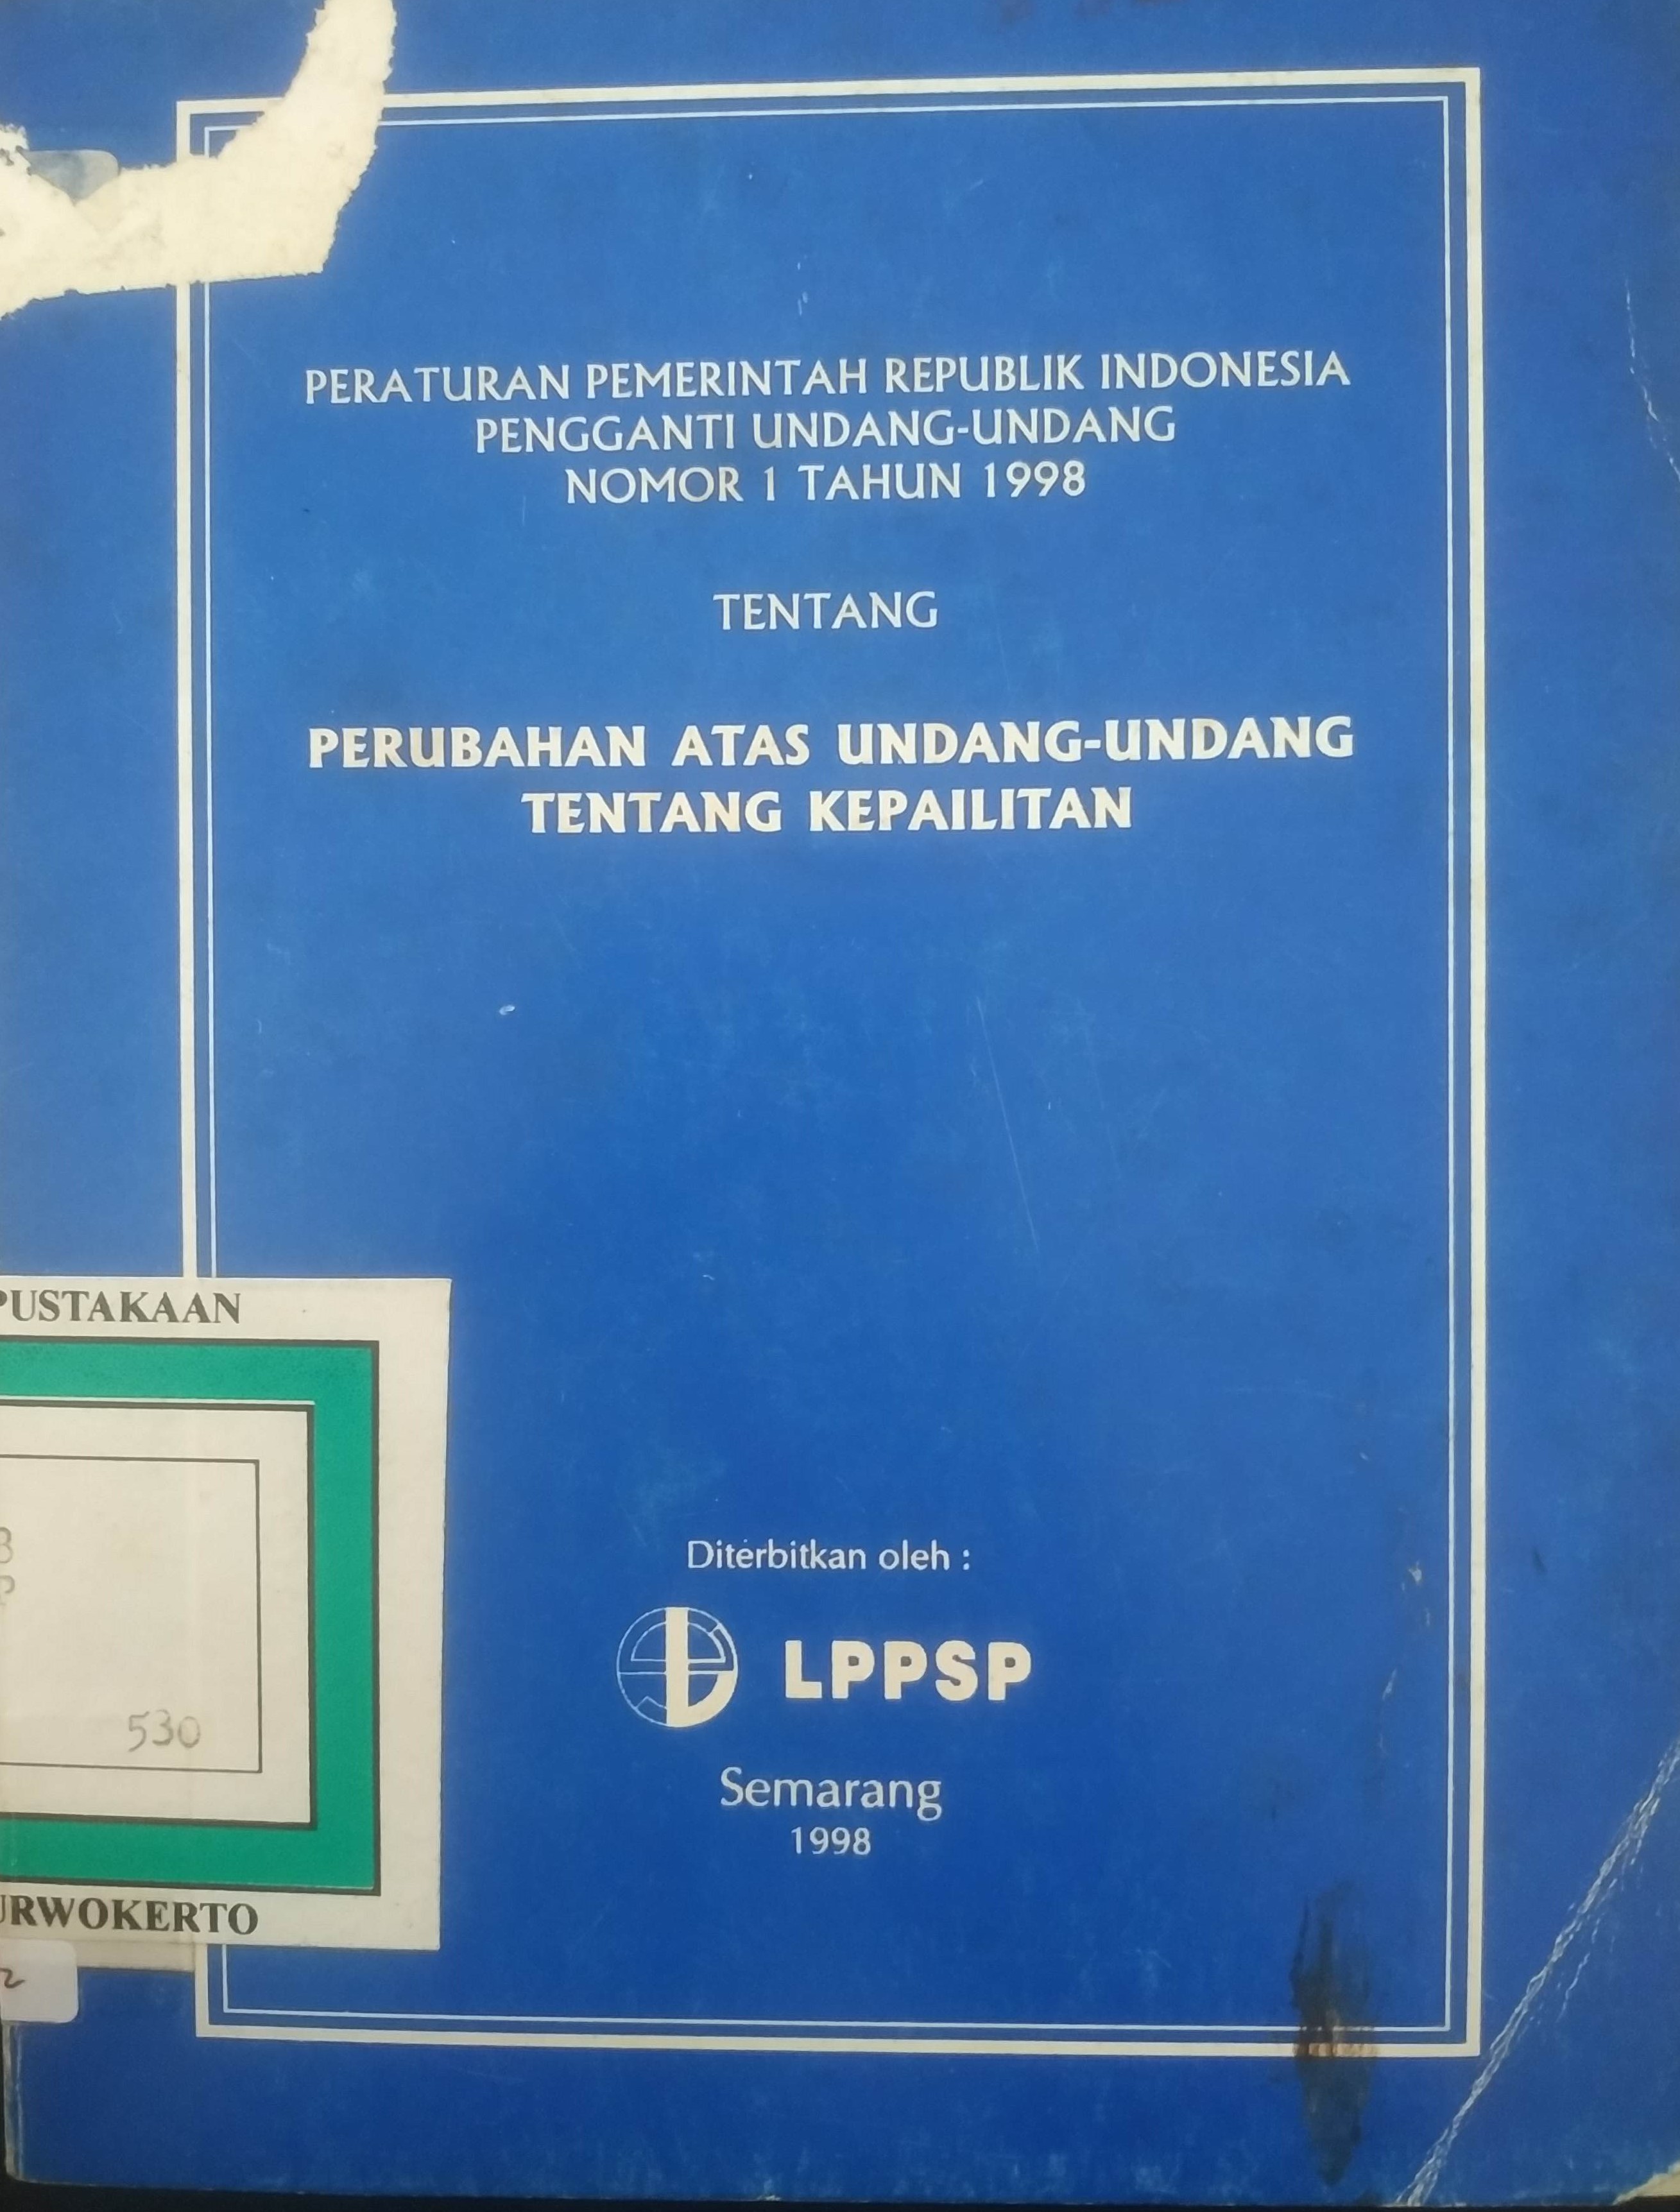 PERATURAN PEMERINTAH REPUBLIK INDONESIA
PENGGANTI UNDANG-UNDANG
NOMOR 1 TAHUN 1998
TENTANG
PERUBAHAN ATAS UNDANG-UNDANG
TENTANG KEPAILITAN
PUSTAKAAN
530
URWOKERTO
Diterbitkan oleh :
LPPSP
Semarang
1998